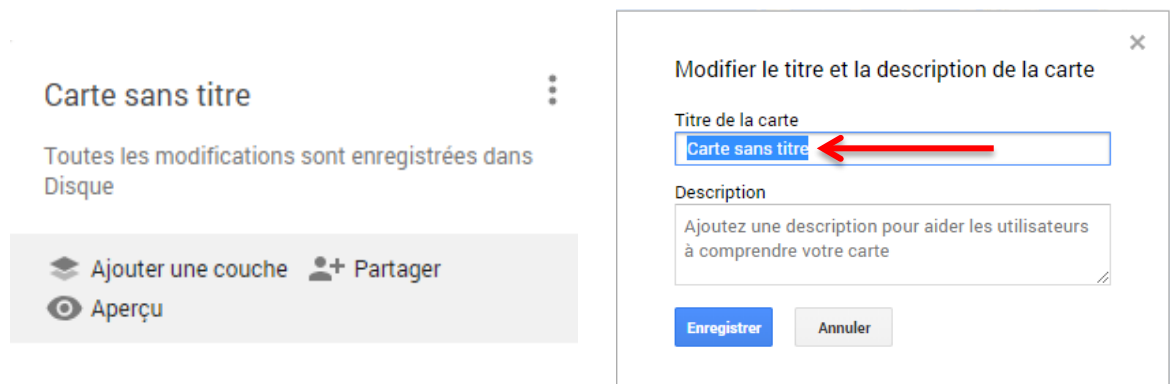 Carte sans titre
Toutes les modifications sont enregistrées dans
Disque
Ajouter une couche Partager
Aperçu
Modifier le titre et la description de la carte
Titre de la carte
Carte sans titre
Description
Ajoutez une description pour aider les utilisateurs
à comprendre votre carte
Enregistrer Annuler